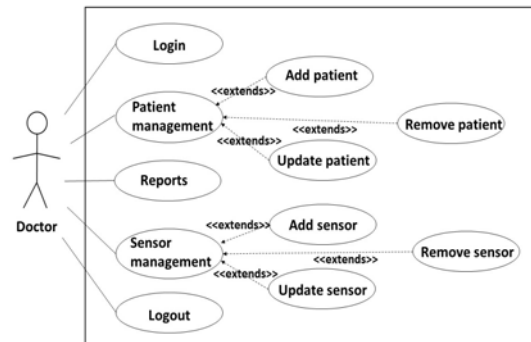 Login
Add patient
<<extends>>
Patient
management
<<extends>>
Remove patient
<<extends>>
Update patient
Reports
Doctor
Add sensor
<<extends>>
Sensor
management
Remove sensor
<<extends>>
<<extends>>
Update sensor
Logout